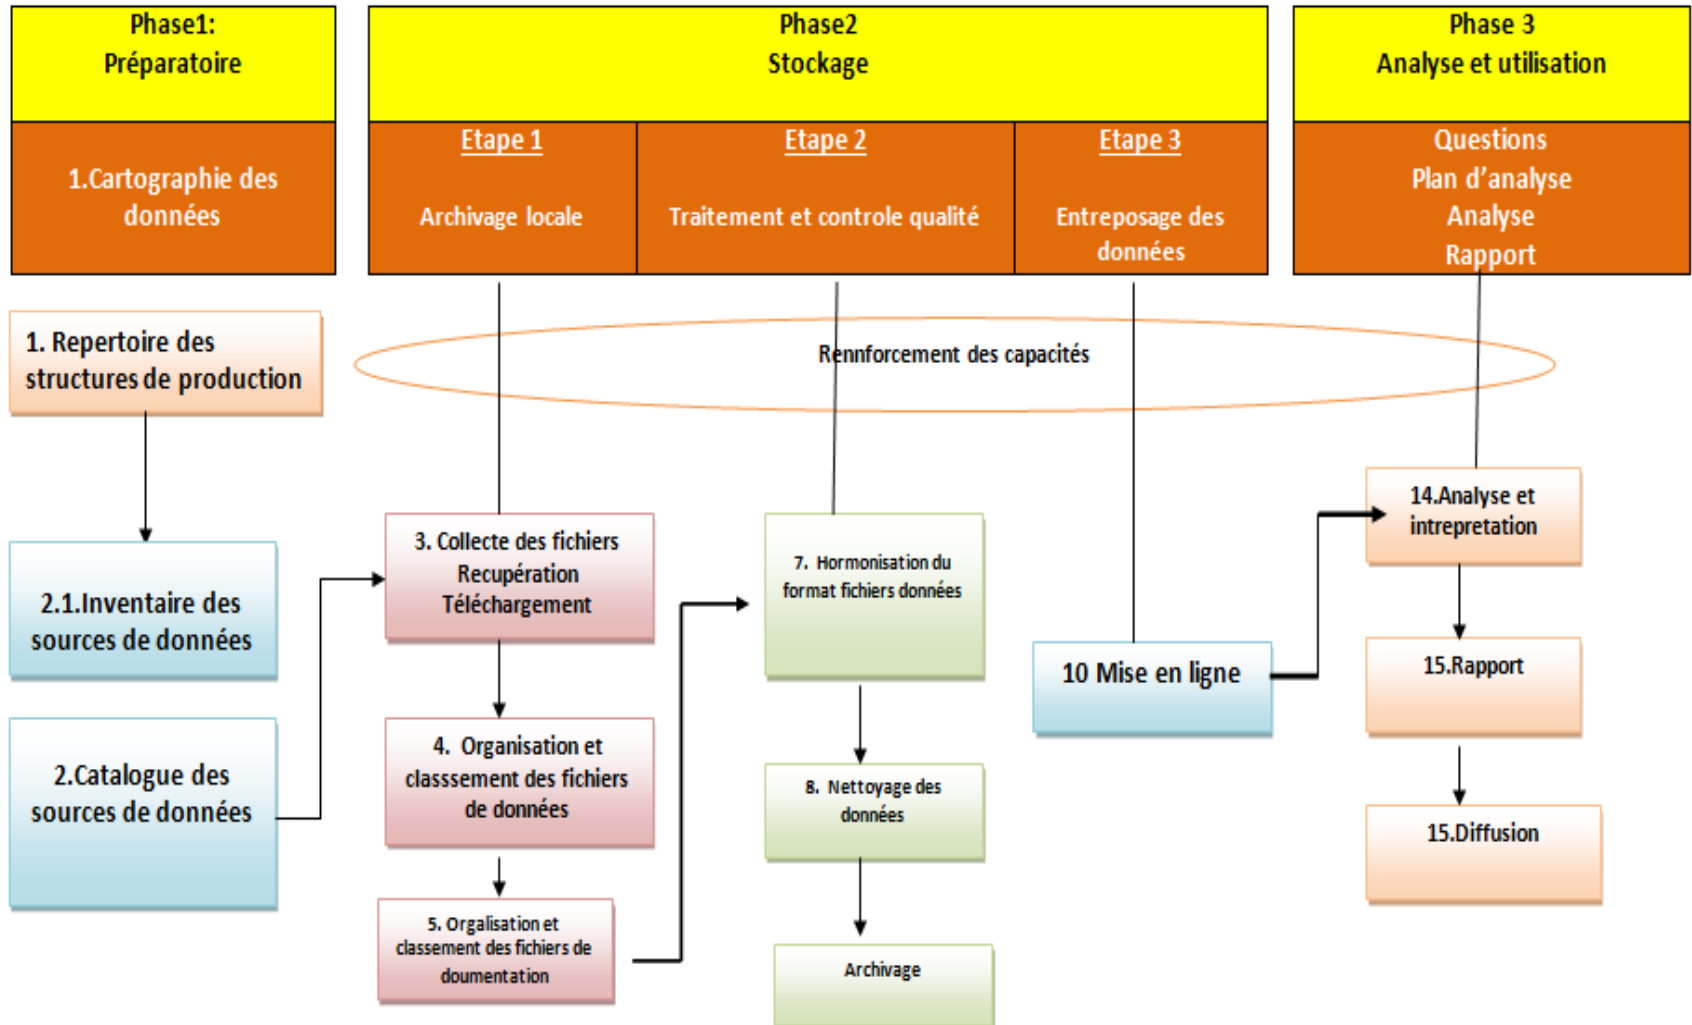 Phase1:
Préparatoire
1.Cartographie des
données
Phase2
Stockage
Etape 1
Archivage locale
Etape 2
Traitement et controle qualité
Etape 3
Entreposage des
données
Phase 3
Analyse et utilisation
Questions
Plan d’analyse
Analyse
Rapport
Rennforcement des capacités
1. Repertoire des
structures de production
2.1.Inventaire des
sources de données
2.Catalogue des
sources de données
3. Collecte des fichiers
Recupération
Téléchargement
4. Organisation et
classsement des fichiers
de données
5. Orgalisation et
classement des fichiers de
doumentation
7. Hormonisation du
format fichiers données
8. Nettoyage des
données
Archivage
10 Mise en ligne
14.Analyse et
intrepretation
15.Rapport
15.Diffusion